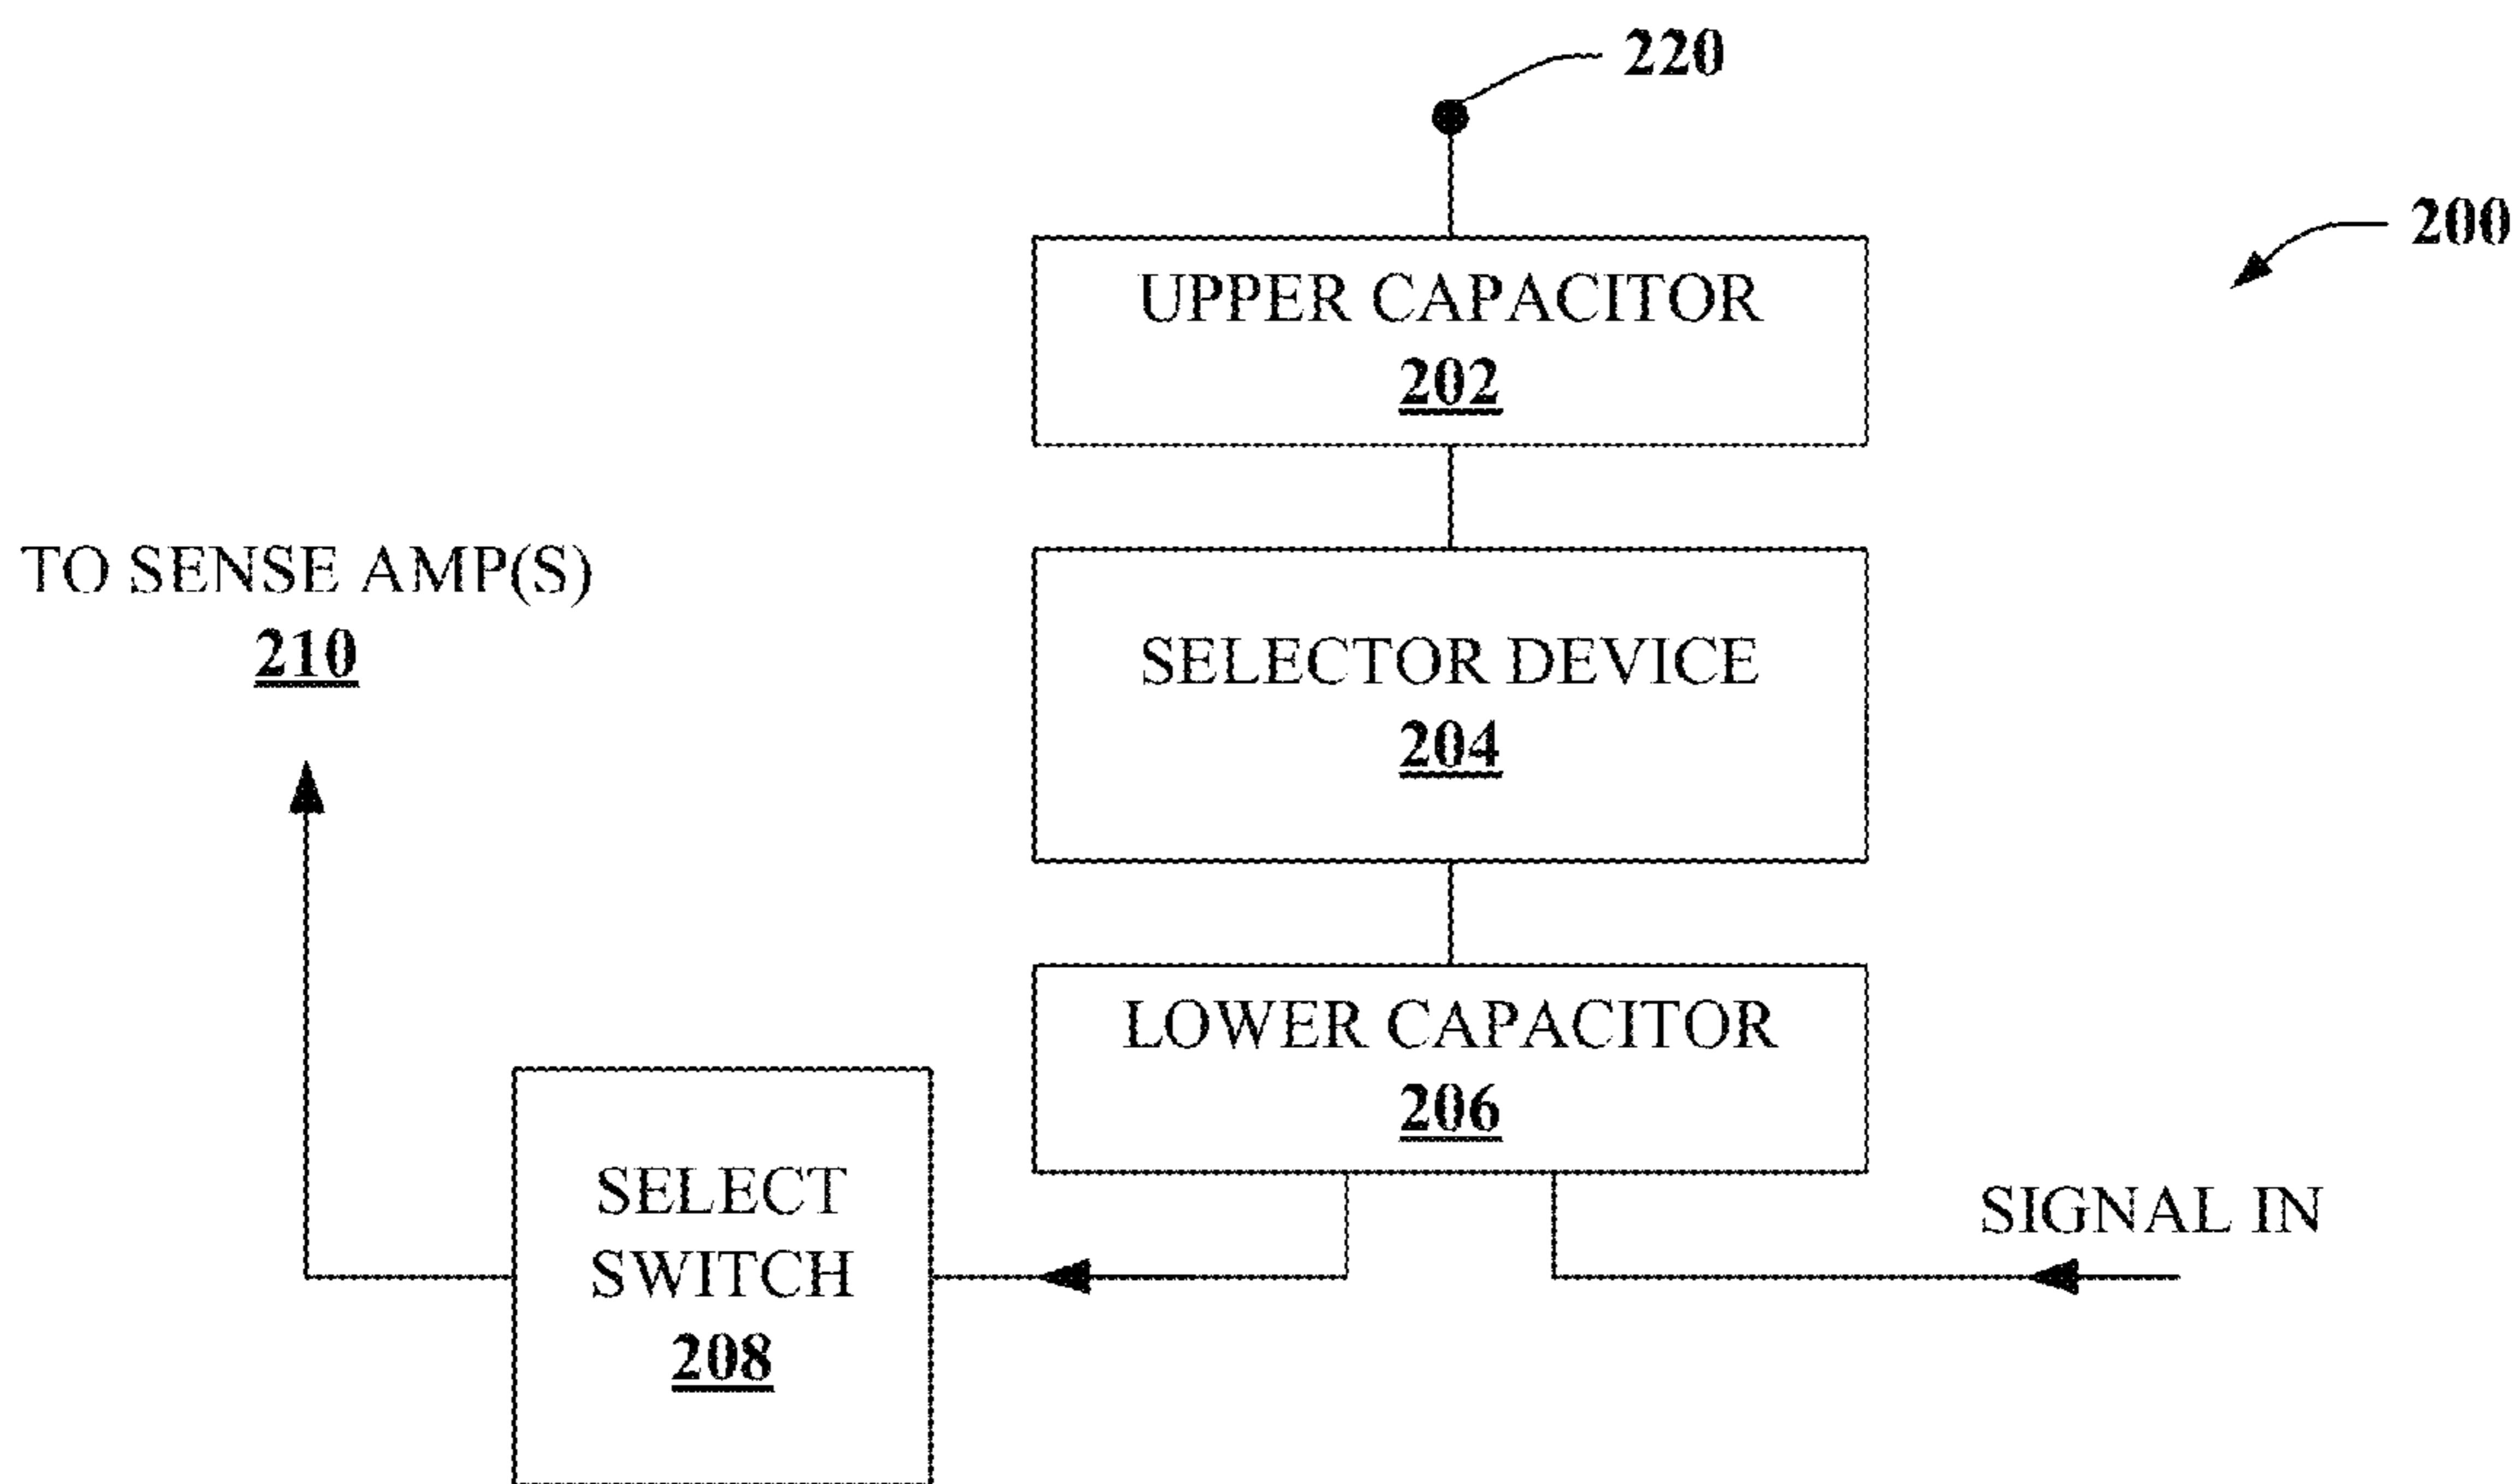 220
200
UPPER CAPACITOR
202
TO SENSE AMP(S)
210
SELECTOR DEVICE
204
LOWER CAPACITOR
206
SELECT
SWITCH
208
SIGNAL IN